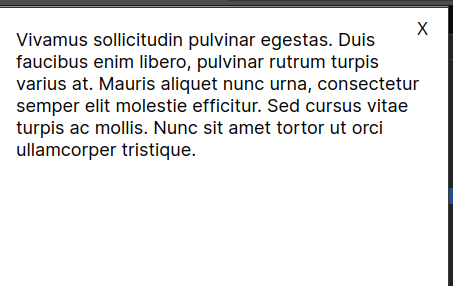 X
Vivamus sollicitudin pulvinar egestas. Duis
faucibus enim libero, pulvinar rutrum turpis
varius at. Mauris aliquet nunc urna, consectetur
semper elit molestie efficitur. Sed cursus vitae
turpis ac mollis. Nunc sit amet tortor ut orci
ullamcorper tristique.